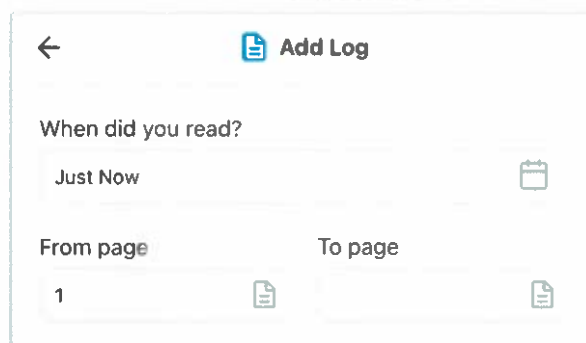 Add Log
When did you read?
Just Now
From page To page
1